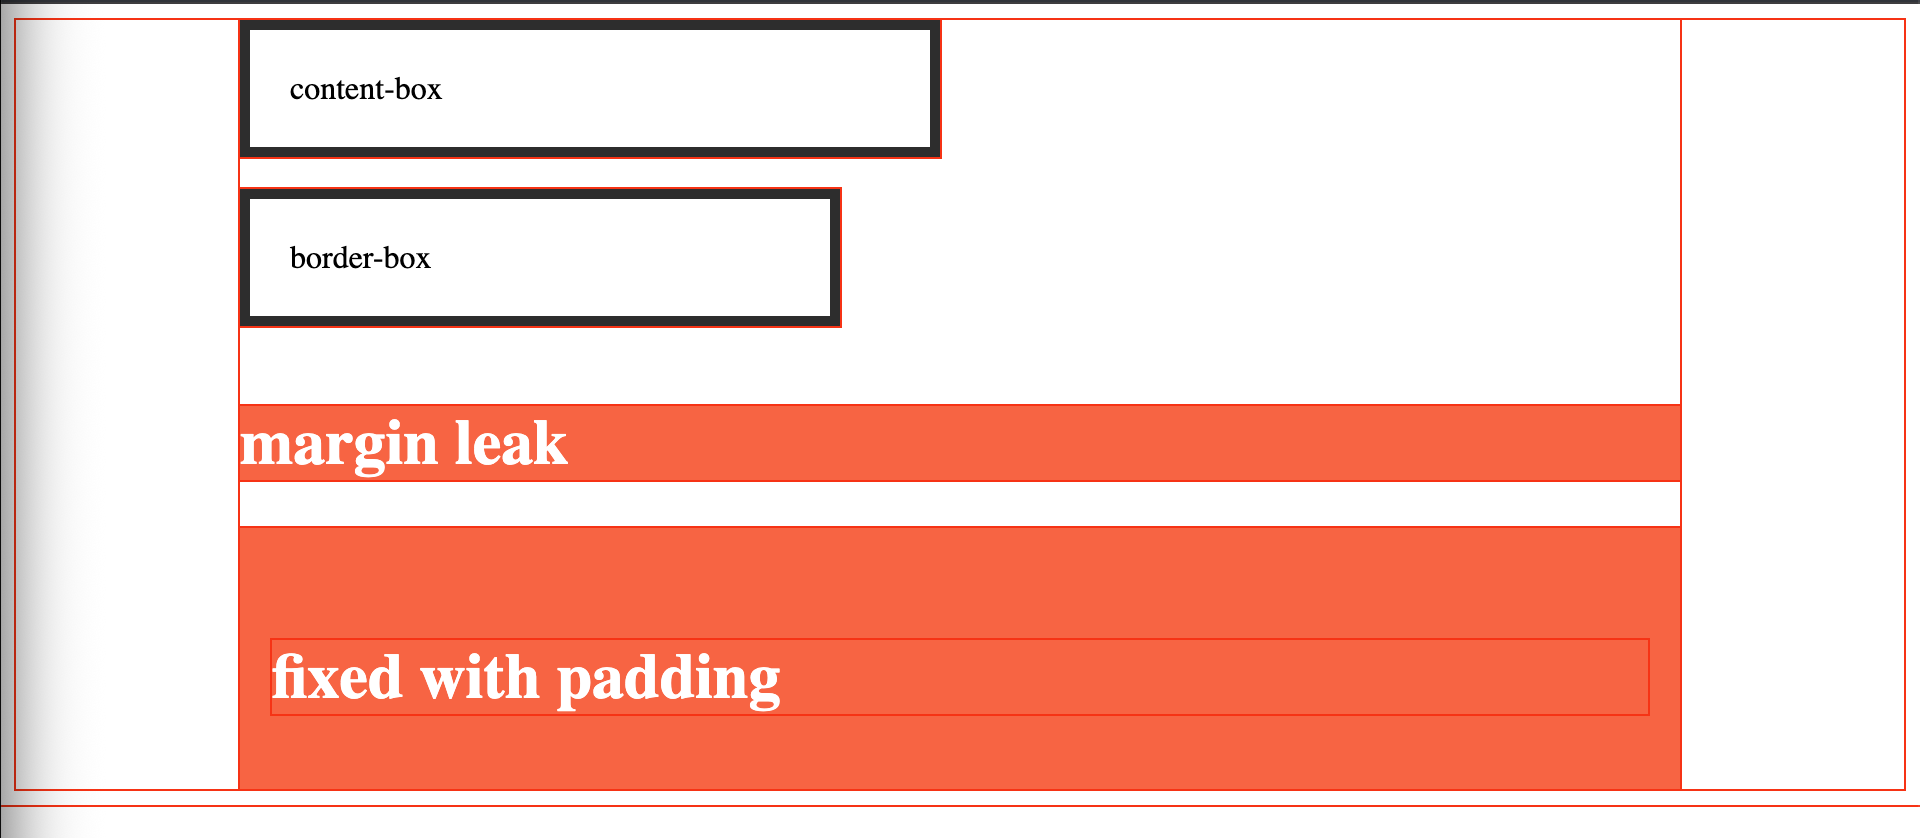 content-box
border-box
margin leak
fixed with padding